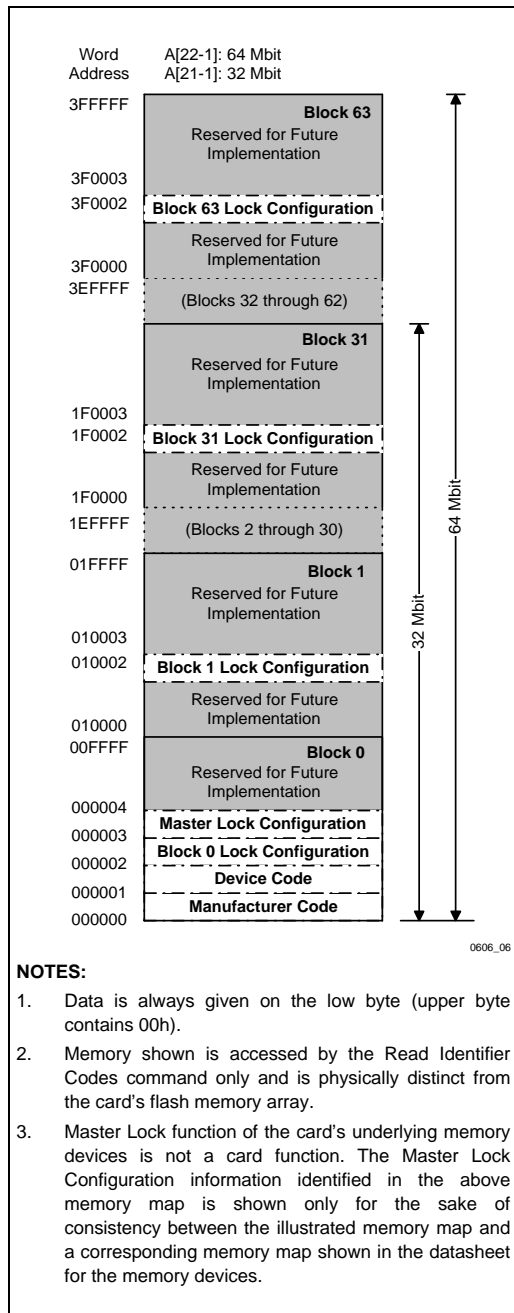 Word Address
A[22-1]: 64 Mbit
A[21-1]: 32 Mbit
3FFFFF
Block 63
Reserved for Future
Implementation
3F0003
3F0002
Block 63 Lock Configuration
Reserved for Future
Implementation
3F0000
3EFFFF
(Blocks 32 through 62)
Block 31
Reserved for Future
Implementation
1F0003
1F0002
Block 31 Lock Configuration
Reserved for Future
Implementation
1F0000
1EFFFF
(Blocks 2 through 30)
01FFFF
Block 1
Reserved for Future
Implementation
010003
010002
Block 1 Lock Configuration
Reserved for Future
Implementation
010000
00FFFF
Block 0
Reserved for Future
Implementation
000004
Master Lock Configuration
000003
Block 0 Lock Configuration
000002
Device Code
000001
Manufacturer Code
000000
32 Mbit
64 Mbit
0606_06
NOTES:
1. Data is always given on the low byte (upper byte
contains 00h).
2. Memory shown is accessed by the Read Identifier
Codes command only and is physically distinct from
the card's flash memory array.
3. Master Lock function of the card's underlying memory
devices is not a card function. The Master Lock
Configuration information identified in the above
memory map is shown only for the sake of
consistency between the illustrated memory map and
a corresponding memory map shown in the datasheet
for the memory devices.